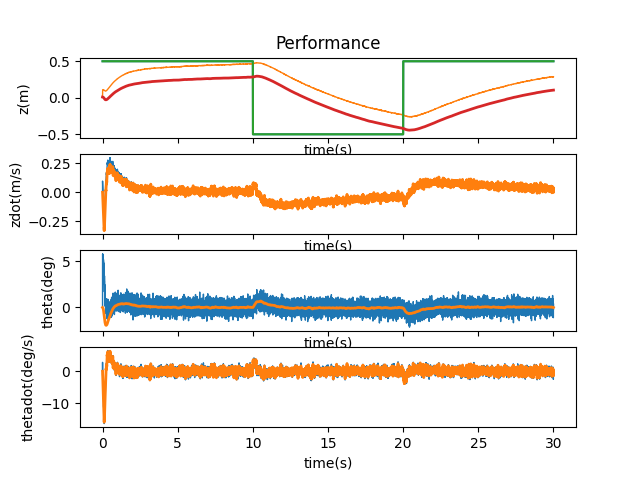 Performance
0.5
0.0
−0.5
z(m)
time(s)
0.25
0.00
−0.25
zdot(m/s)
time(s)
5
0
theta(deg)
time(s)
0
−10
thetadot(deg/s)
0 5 10 15 20 25 30
time(s)